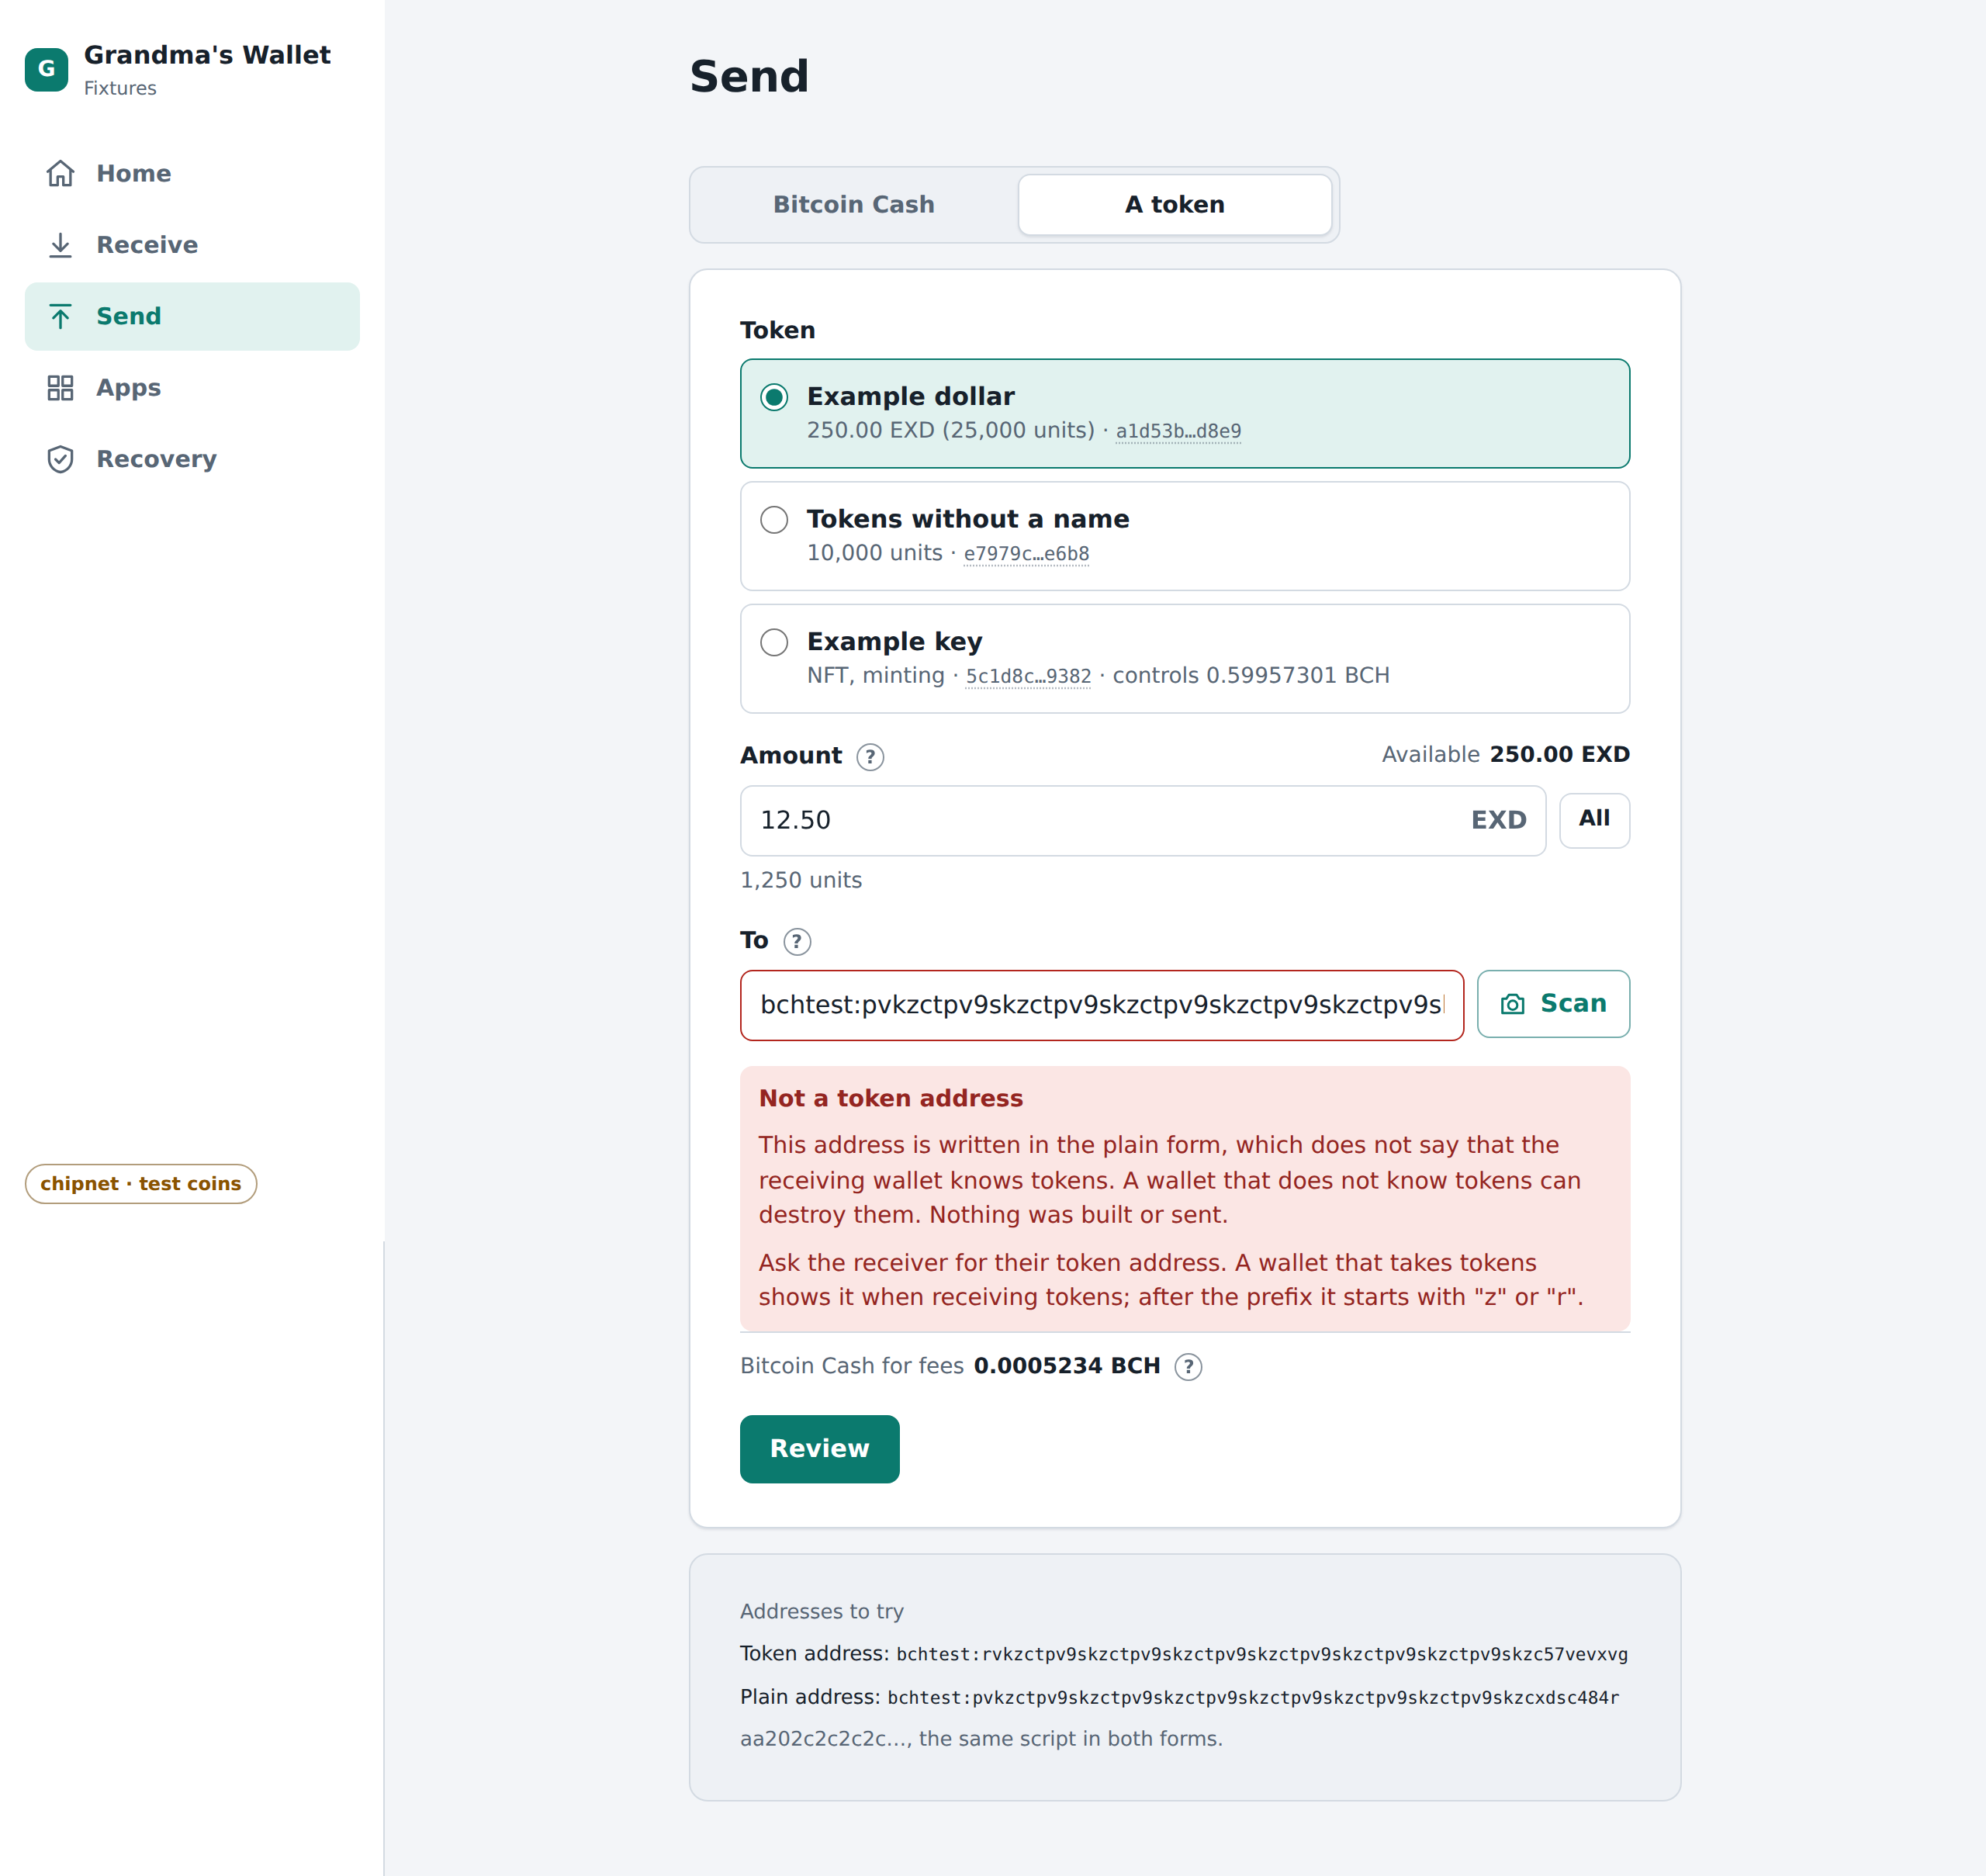 G
Grandma's Wallet
Fixtures
Home
Receive
Send
Apps
Recovery
chipnet · test coins
Send
Bitcoin Cash
A token
Token
Example dollar
250.00 EXD (25,000 units) · a1d53b…d8e9
Tokens without a name
10,000 units · e7979c…e6b8
Example key
NFT, minting · 5c1d8c…9382 · controls 0.59957301 BCH
Amount ?
Available 250.00 EXD
12.50 EXD
All
1,250 units
To ?
bchtest:pvkzctpv9skzctpv9skzctpv9skzctpv9skzctpv9s
Scan
Not a token address
This address is written in the plain form, which does not say that the
receiving wallet knows tokens. A wallet that does not know tokens can
destroy them. Nothing was built or sent.
Ask the receiver for their token address. A wallet that takes tokens
shows it when receiving tokens; after the prefix it starts with "z" or "r".
Bitcoin Cash for fees 0.0005234 BCH ?
Review
Addresses to try
Token address: bchtest:rvkzctpv9skzctpv9skzctpv9skzctpv9skzctpv9skzctpv9skzc57vevxvg
Plain address: bchtest:pvkzctpv9skzctpv9skzctpv9skzctpv9skzctpv9skzctpv9skzcxdsc484r
aa202c2c2c2c…, the same script in both forms.